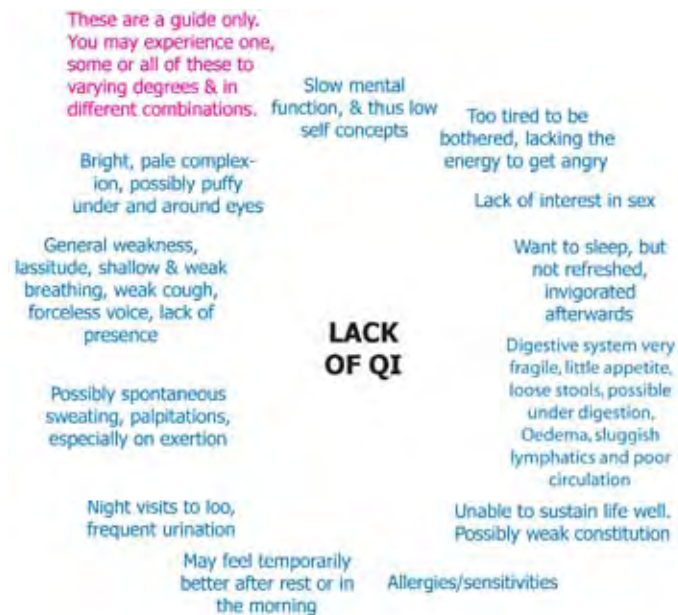 These are a guide only.
You may experience one,
some or all of these to
varying degrees & in
different combinations.
Slow mental
function, & thus low
self concepts
Too tired to be
bothered, lacking the
energy to get angry
Bright, pale complex-
ion, possibly puffy
under and around eyes
Lack of interest in sex
General weakness,
lassitude, shallow & weak
breathing, weak cough,
forceless voice, lack of
presence
Want to sleep, but
not refreshed,
invigorated
afterwards
LACK
OF QI
Digestive system very
fragile, little appetite,
loose stools, possible
under digestion,
Oedema, sluggish
lymphatics and poor
circulation
Possibly spontaneous
sweating, palpitations,
especially on exertion
Night visits to loo,
frequent urination
Unable to sustain life well.
Possibly weak constitution
May feel temporarily
better after rest or in
the morning
Allergies/sensitivities